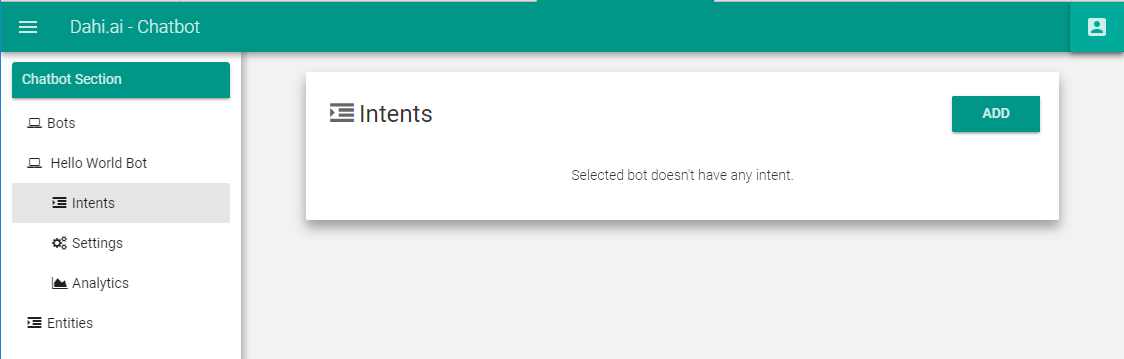 Dahi.ai - Chatbot
Chatbot Section
Bots
Hello World Bot
Intents
Settings
Analytics
Entities
Intents
ADD
Selected bot doesn't have any intent.